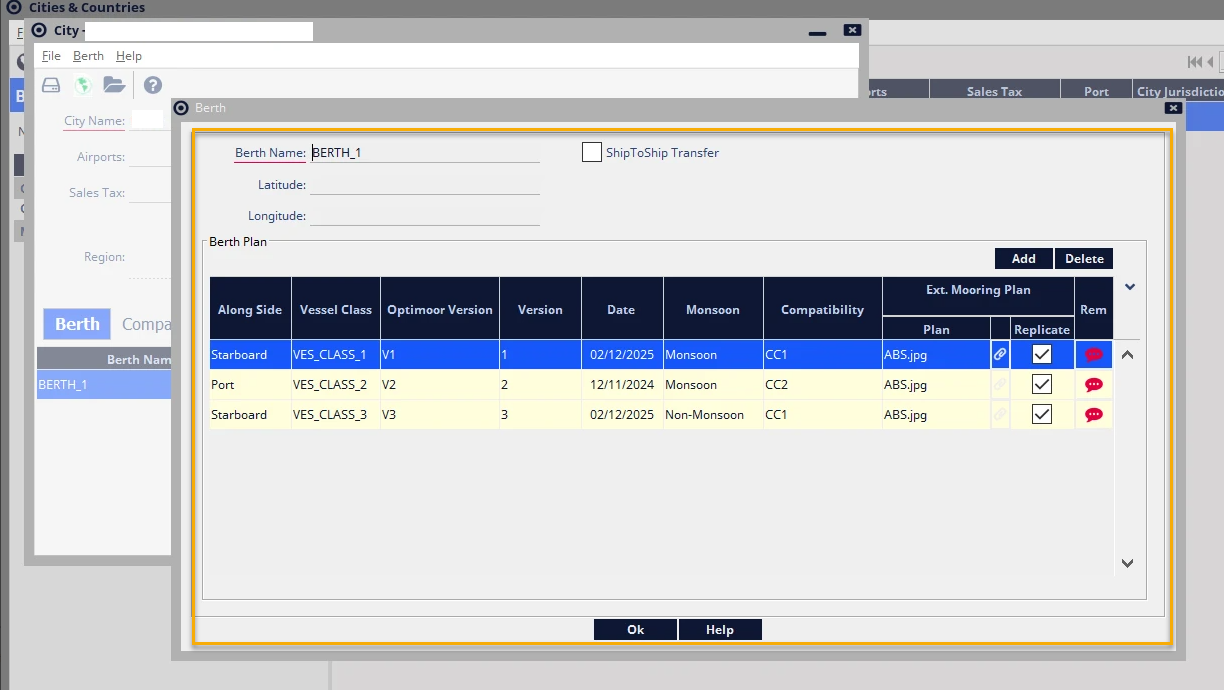 Cities & Countries
City -
File Berth Help
rts Sales Tax Port City Jurisdictio
Berth
City Name:
Airports:
Sales Tax:
Region:
Berth Compa
Berth Nam
BERTH_1
Berth Name: BERTH_1 ShipToShip Transfer
Latitude:
Longitude:
Berth Plan
Add Delete
Along Side Vessel Class Optimoor Version Version Date Monsoon Compatibility Ext. Mooring Plan Rem
Plan Replicate
Starboard VES_CLASS_1 V1 1 02/12/2025 Monsoon CC1 ABS.jpg
Port VES_CLASS_2 V2 2 12/11/2024 Monsoon CC2 ABS.jpg
Starboard VES_CLASS_3 V3 3 02/12/2025 Non-Monsoon CC1 ABS.jpg
Ok Help